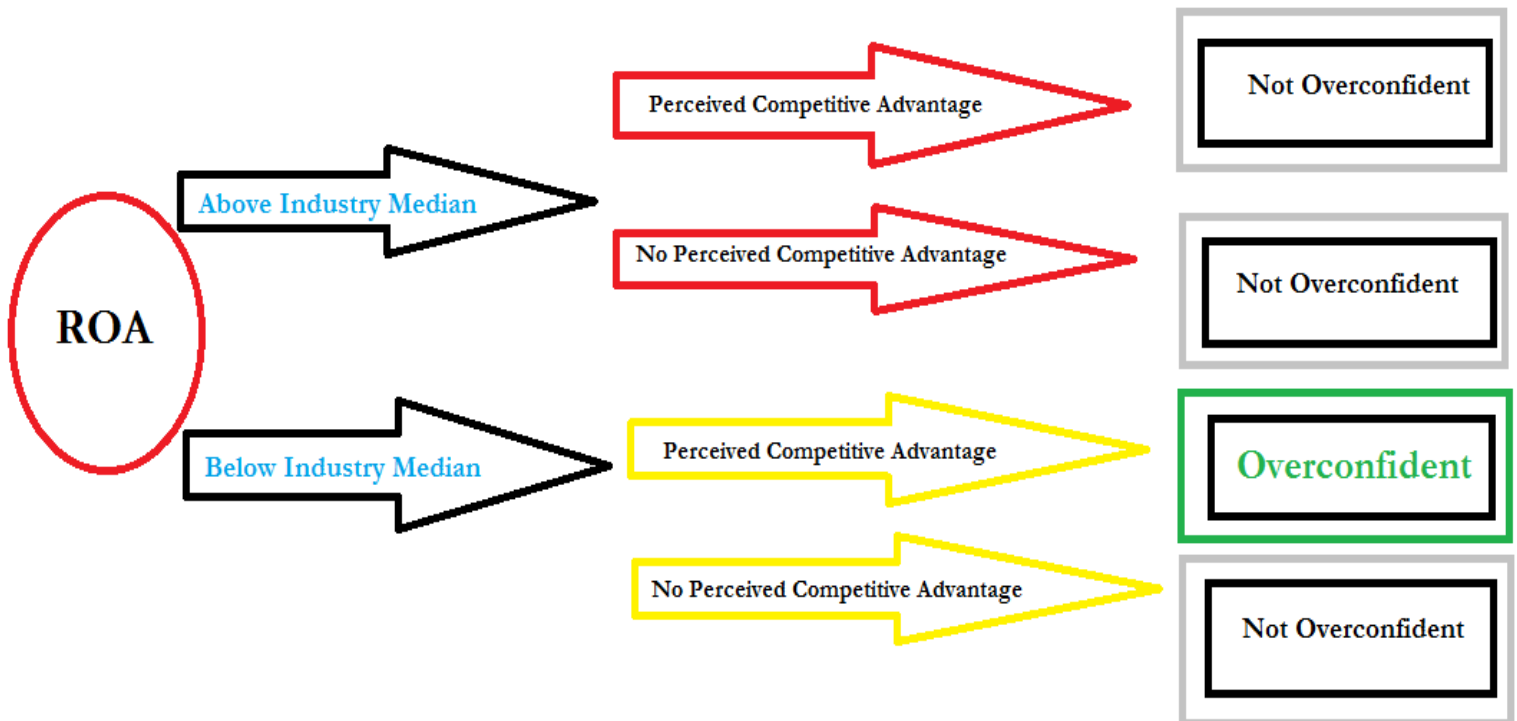 ROA
Above Industry Median
Below Industry Median
Perceived Competitive Advantage
No Perceived Competitive Advantage
Perceived Competitive Advantage
No Perceived Competitive Advantage
Not Overconfident
Not Overconfident
Overconfident
Not Overconfident